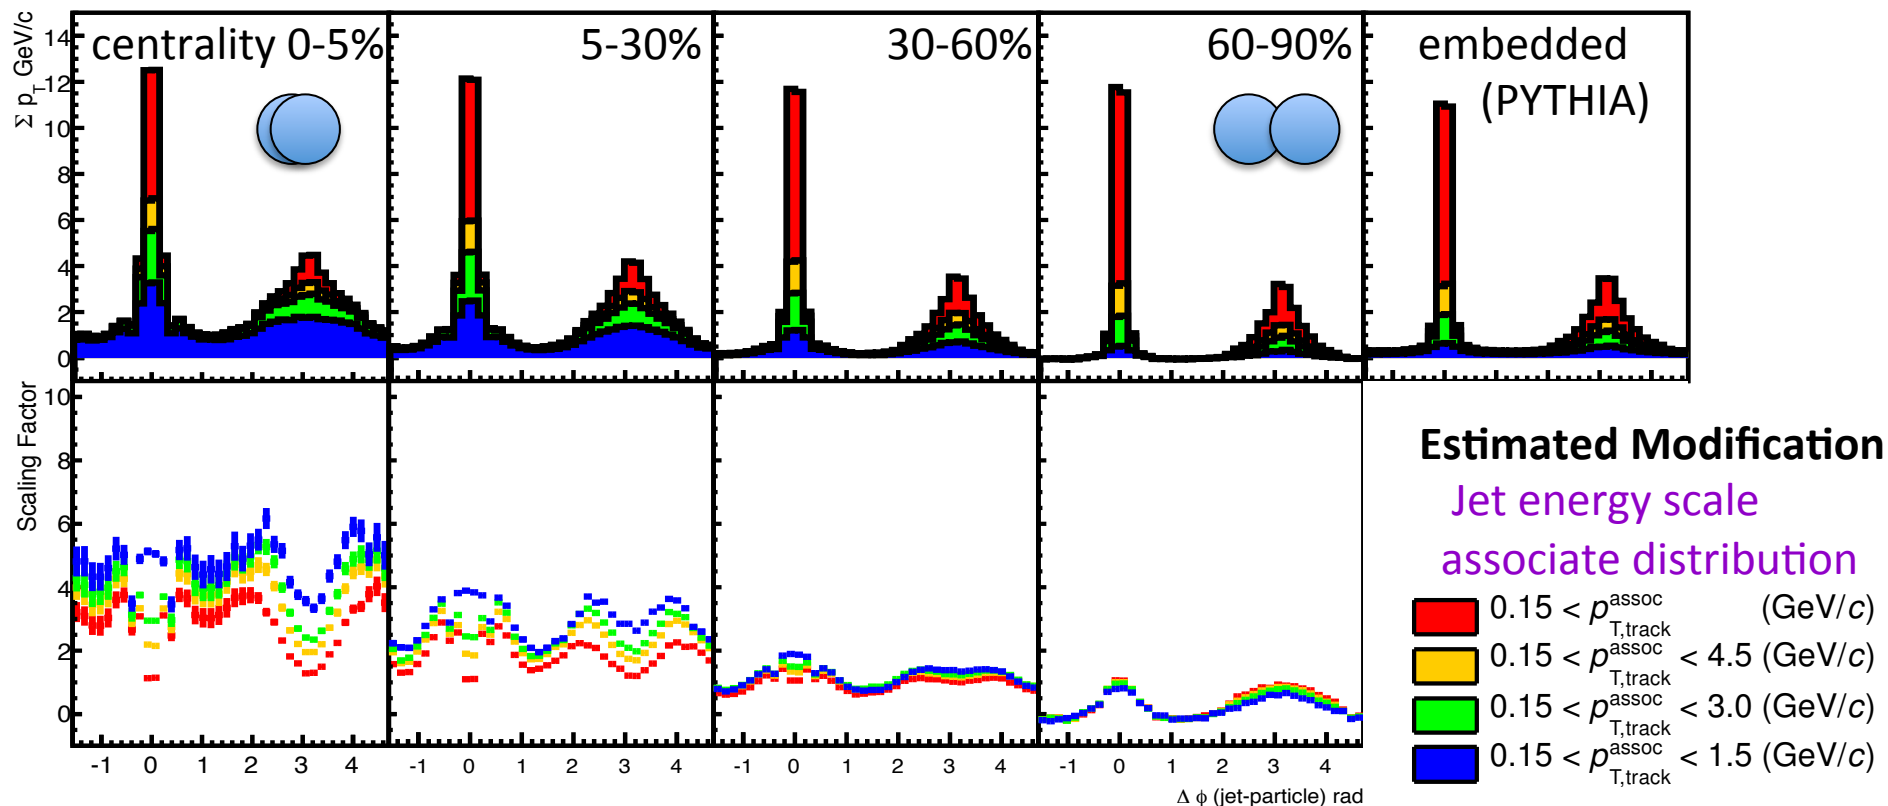 centrality 0-5%
5-30%
30-60%
60-90%
embedded
(PYTHIA)
Σ p_T GeV/c
14
12
10
8
6
4
2
0
Scaling Factor
10
8
6
4
2
0
-1 0 1 2 3 4
-1 0 1 2 3 4
-1 0 1 2 3 4
-1 0 1 2 3 4
Δ ϕ (jet-particle) rad
Estimated Modification
Jet energy scale
associate distribution
0.15 < p^assoc_T,track (GeV/c)
0.15 < p^assoc_T,track < 4.5 (GeV/c)
0.15 < p^assoc_T,track < 3.0 (GeV/c)
0.15 < p^assoc_T,track < 1.5 (GeV/c)